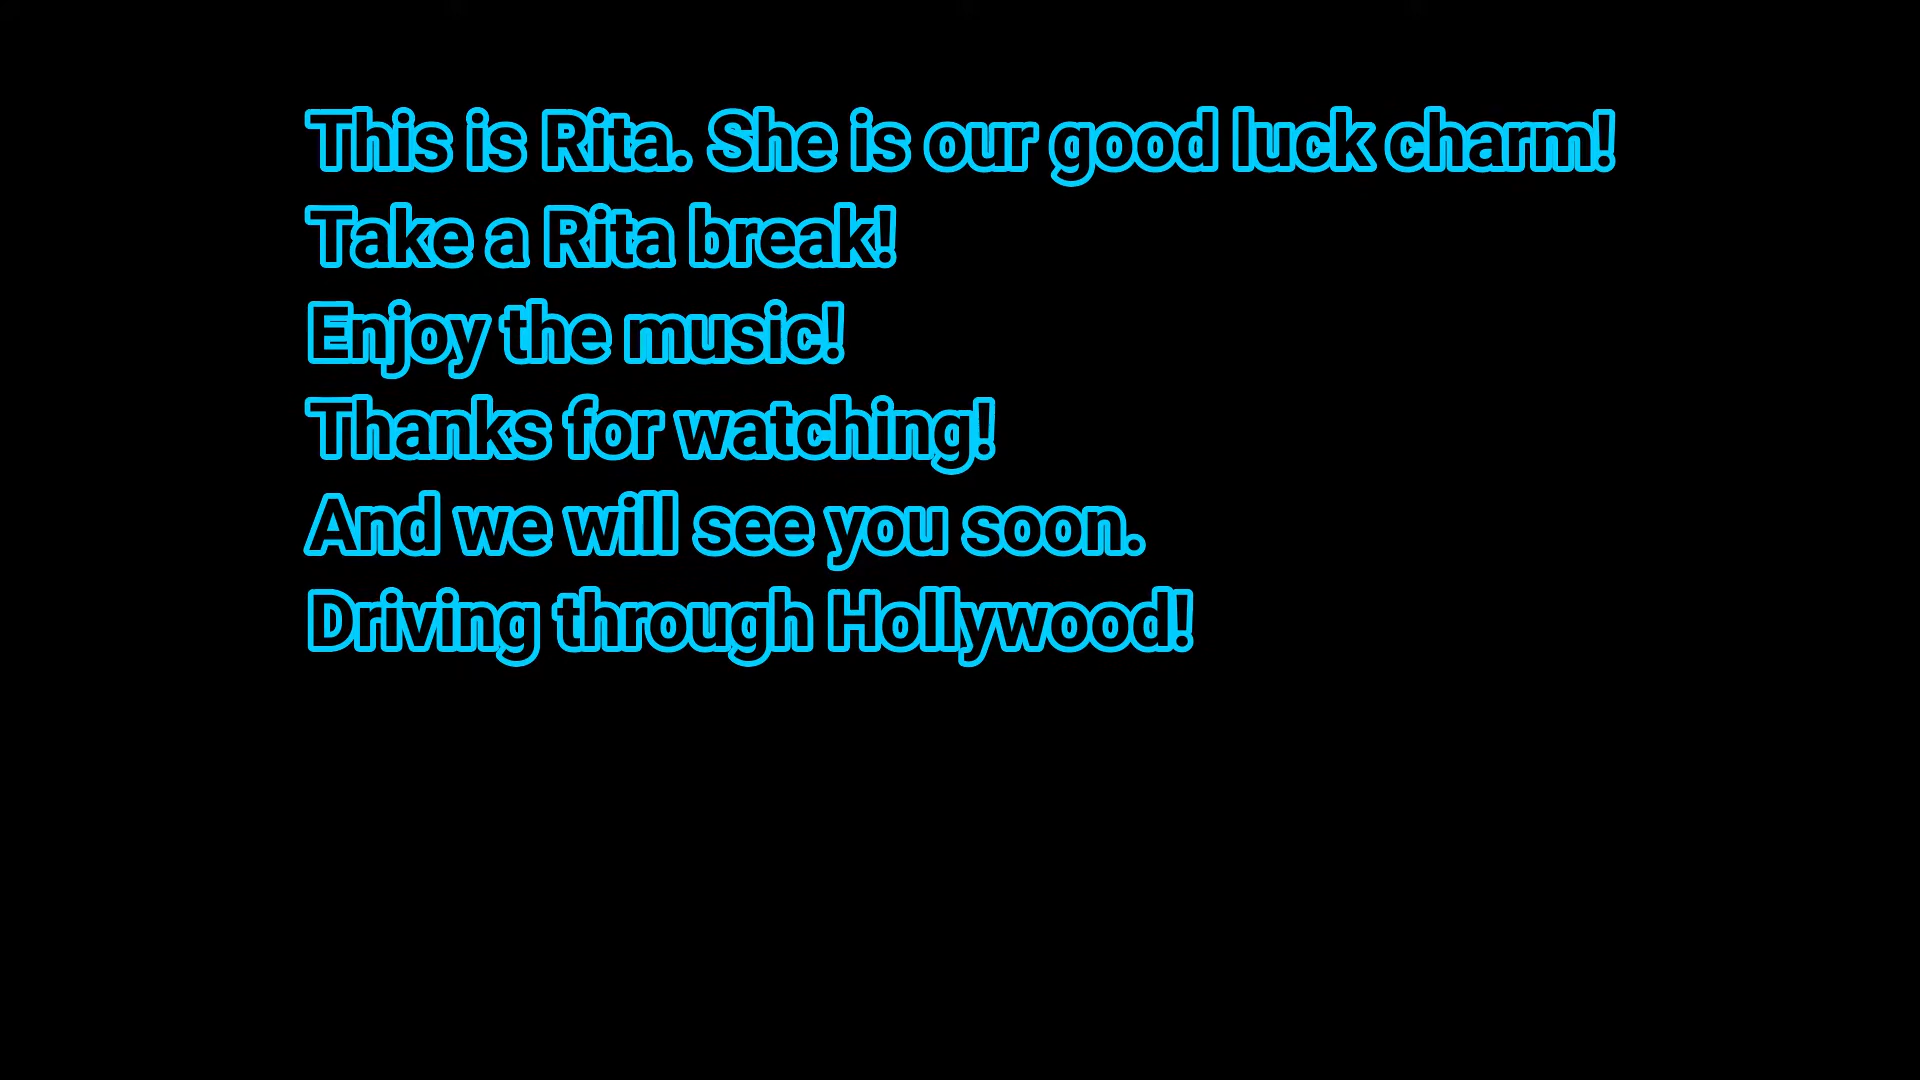 This is Rita. She is our good luck charm!
Take a Rita break!
Enjoy the music!
Thanks for watching!
And we will see you soon.
Driving through Hollywood!